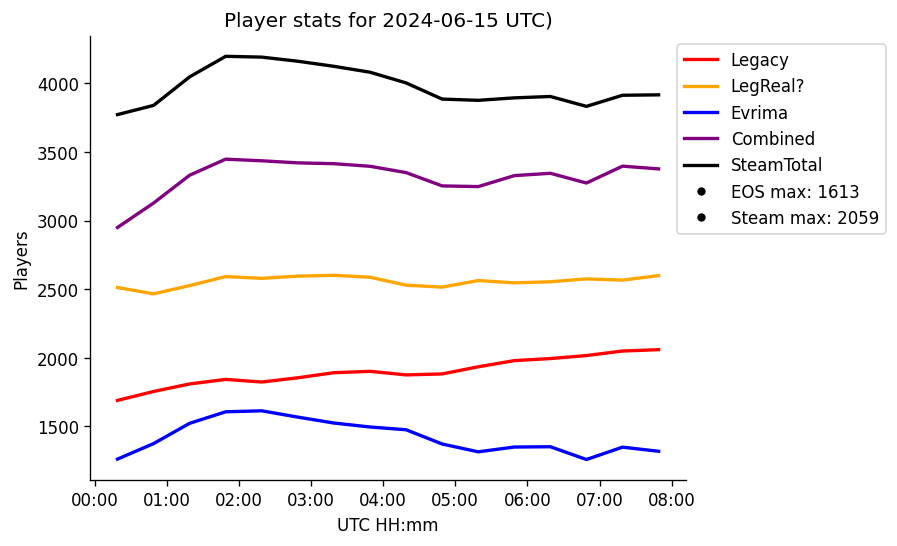 Player stats for 2024-06-15 UTC)
Legacy
LegReal?
Evrima
Combined
SteamTotal
EOS max: 1613
Steam max: 2059
Players
4000
3500
3000
2500
2000
1500
00:00 01:00 02:00 03:00 04:00 05:00 06:00 07:00 08:00
UTC HH:mm